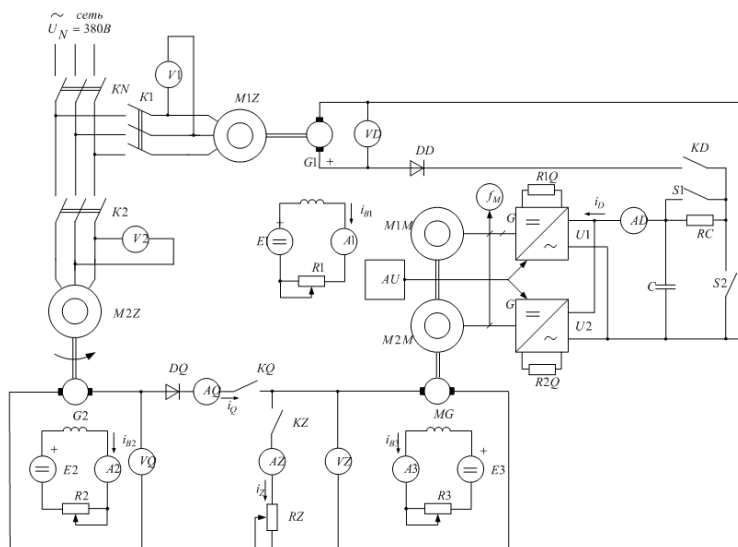 ~ сеть
U_N = 380В
KN
K1
V1
M1Z
G1
+
VD
DD
KD
S1
R1Q
i_D
AD
RC
f_M
G
U1
M1M
K2
V2
i_B1
+
E1
A1
R1
AU
C
S2
G
U2
M2M
R2Q
M2Z
DQ
AQ
KQ
i_Q
G2
MG
KZ
+
i_B2
E2
A2
VQ
R2
AZ
VZ
i_Z
RZ
i_B3
+
A3
E3
R3